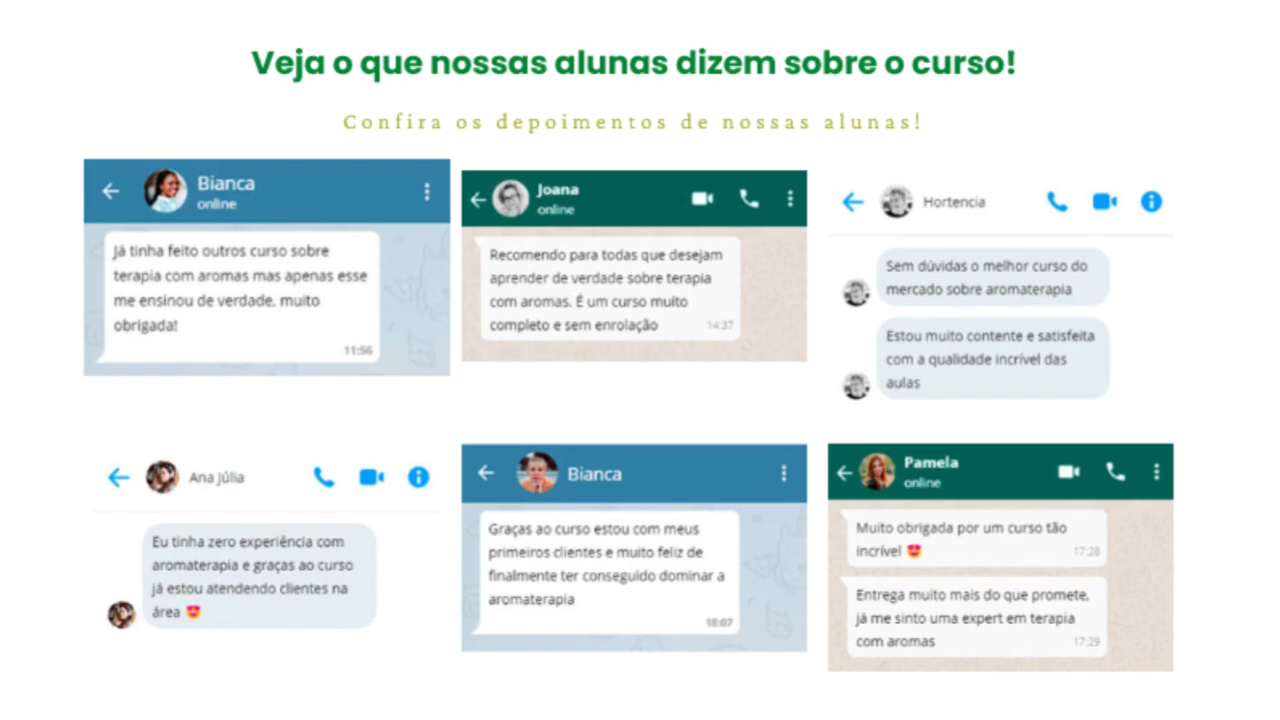 Veja o que nossas alunas dizem sobre o curso!
Confira os depoimentos de nossas alunas!
Bianca
online
Já tinha feito outros curso sobre
terapia com aromas mas apenas esse
me ensinou de verdade, muito
obrigada!
11:56
Joana
online
Recomendo para todas que desejam
aprender de verdade sobre terapia
com aromas. É um curso muito
completo e sem enrolação
14:37
Hortencia
Sem dúvidas o melhor curso do
mercado sobre aromaterapia
Estou muito contente e satisfeita
com a qualidade incrível das
aulas
Ana Júlia
Eu tinha zero experiência com
aromaterapia e graças ao curso
já estou atendendo clientes na
área 😍
Bianca
Graças ao curso estou com meus
primeiros clientes e muito feliz de
finalmente ter conseguido dominar a
aromaterapia
18:07
Pamela
online
Muito obrigada por um curso tão
incrível 😍
17:28
Entrega muito mais do que promete,
já me sinto uma expert em terapia
com aromas
17:29